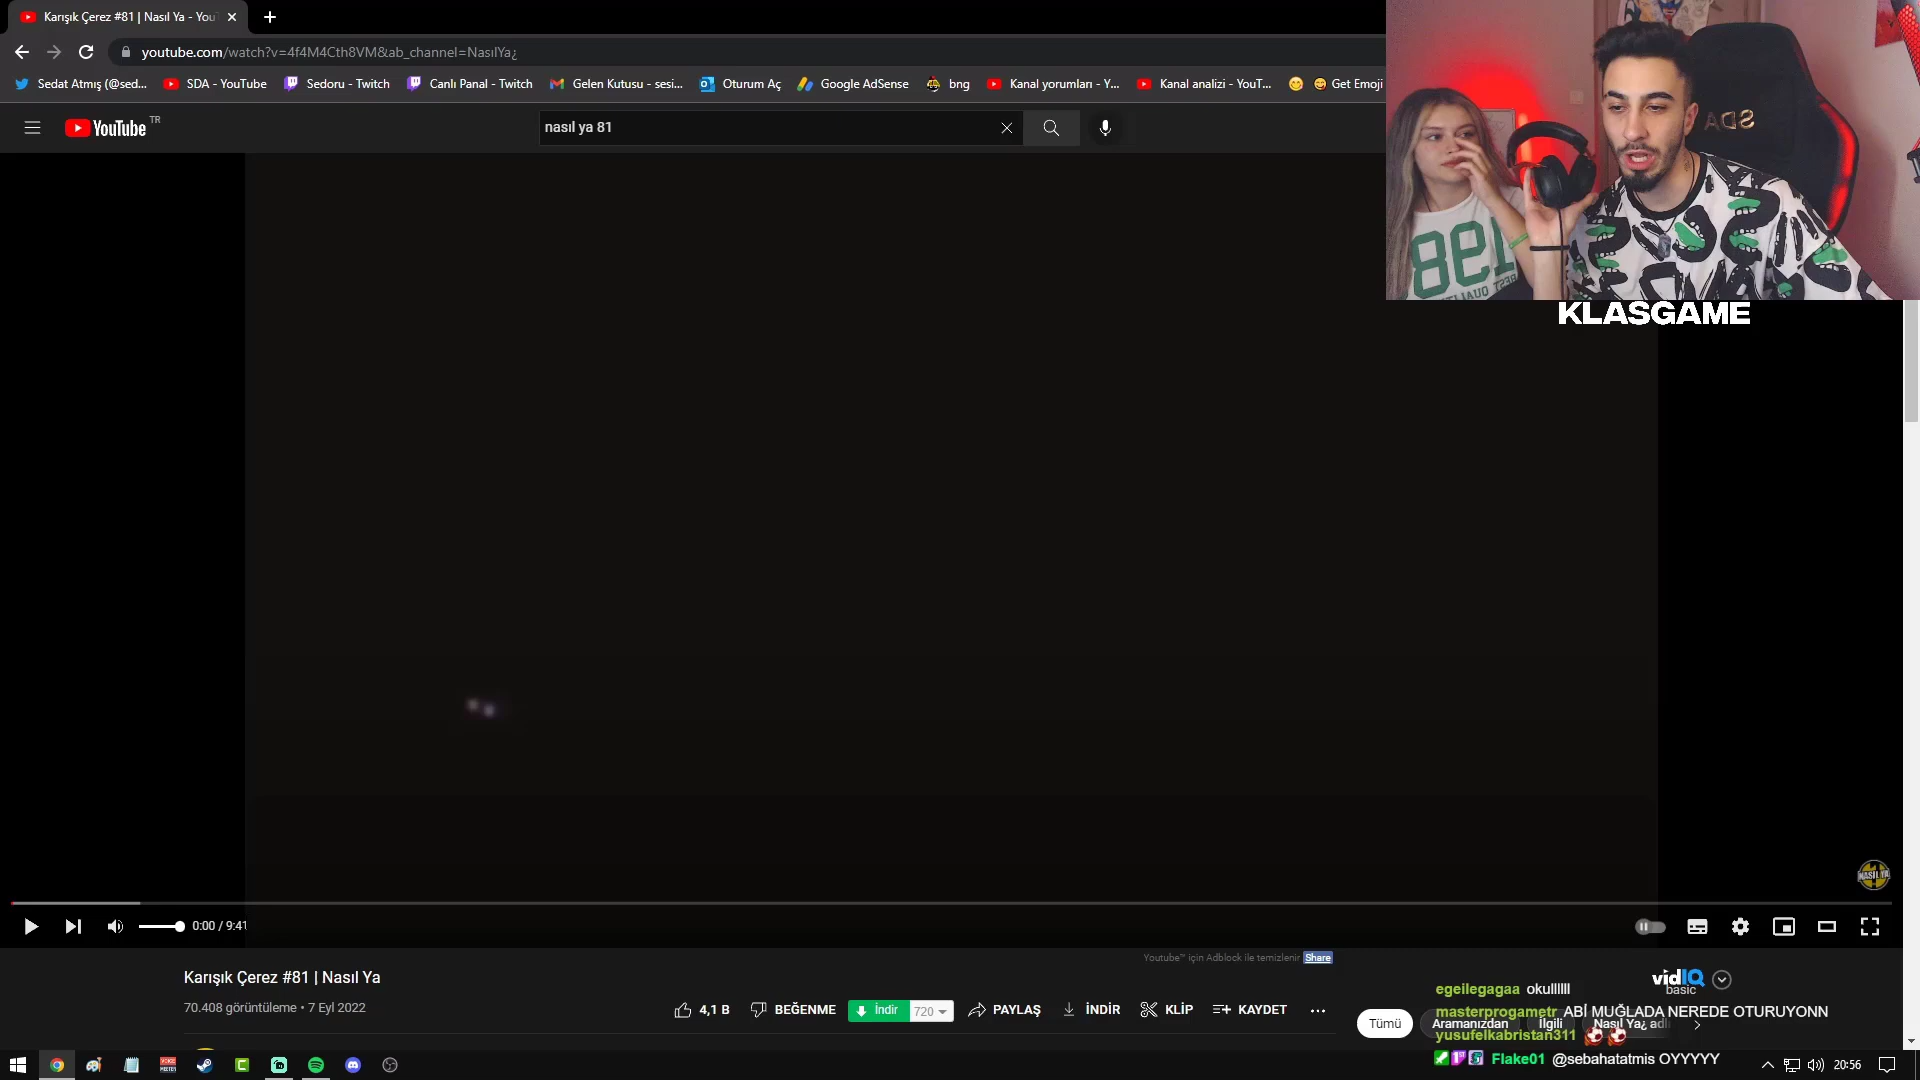 Karışık Çerez #81 | Nasıl Ya - You
youtube.com/watch?v=4f4M4Cth8VM&ab_channel=NasılYa¿
Sedat Atmış (@sed...
SDA - YouTube
Sedoru - Twitch
Canlı Panal - Twitch
Gelen Kutusu - sesi...
Oturum Aç
Google AdSense
bng
Kanal yorumları - Y...
Kanal analizi - YouT...
Get Emoji
YouTube TR
nasıl ya 81
SDA
KLASGAME
NASIL YA
0:00 / 9:41
Youtube™ için Adblock ile temizlenir Share
Karışık Çerez #81 | Nasıl Ya
70.408 görüntüleme • 7 Eyl 2022
4,1 B
BEĞENME
İndir
720
PAYLAŞ
İNDİR
KLİP
KAYDET
vidIQ
basic
Tümü
Aramanızdan
İlgili
Nasıl Ya¿ adlı
egeilegagaa okullllll
masterprogametr ABİ MUĞLADA NEREDE OTURUYONN
yusufelkabristan311
Flake01 @sebahatatmis OYYYYY
20:56